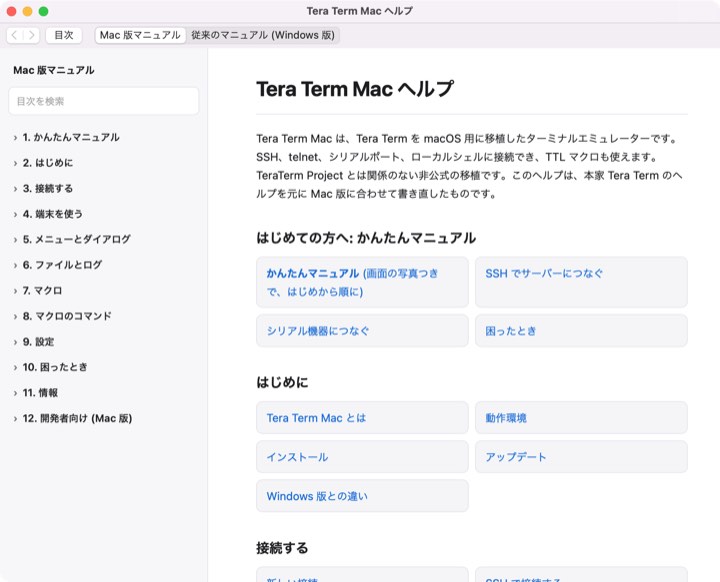 Tera Term Mac ヘルプ
目次
Mac 版マニュアル
従来のマニュアル (Windows 版)
Mac 版マニュアル
目次を検索
1. かんたんマニュアル
2. はじめに
3. 接続する
4. 端末を使う
5. メニューとダイアログ
6. ファイルとログ
7. マクロ
8. マクロのコマンド
9. 設定
10. 困ったとき
11. 情報
12. 開発者向け (Mac 版)
Tera Term Mac ヘルプ
Tera Term Mac は、Tera Term を macOS 用に移植したターミナルエミュレーターです。
SSH、telnet、シリアルポート、ローカルシェルに接続でき、TTL マクロも使えます。
TeraTerm Project とは関係のない非公式の移植です。このヘルプは、本家 Tera Term のヘ
ルプを元に Mac 版に合わせて書き直したものです。
はじめての方へ: かんたんマニュアル
かんたんマニュアル (画面の写真つき
で、はじめから順に)
SSH でサーバーにつなぐ
シリアル機器につなぐ
困ったとき
はじめに
Tera Term Mac とは
動作環境
インストール
アップデート
Windows 版との違い
接続する
新しい接続
SSH で接続する